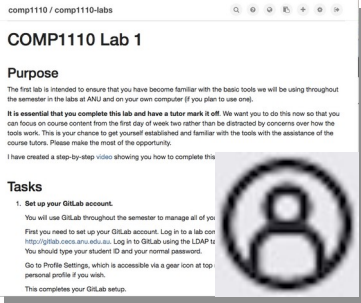 comp1110 / comp1110-labs
COMP1110 Lab 1
Purpose
The first lab is intended to ensure that you have become familiar with the basic tools we will be using throughout
the semester in the labs at ANU and on your own computer (if you plan to use one).
It is essential that you complete this lab and have a tutor mark it off. We want you to do this now so that you
can focus on course content from the first day of week two rather than be distracted by concerns over how the
tools work. This is your chance to get yourself established and familiar with the tools with the assistance of the
course tutors. Please make the most of the opportunity.
I have created a step-by-step video showing you how to complete this
Tasks
1. Set up your GitLab account.
You will use GitLab throughout the semester to manage all of you
First you need to set up your GitLab account. Log in to a lab con
http://gitlab.cecs.anu.edu.au. Log in to GitLab using the LDAP ta
You should type your student ID and your normal password.
Go to Profile Settings, which is accessible via a gear icon at top
personal profile if you wish.
This completes your GitLab setup.